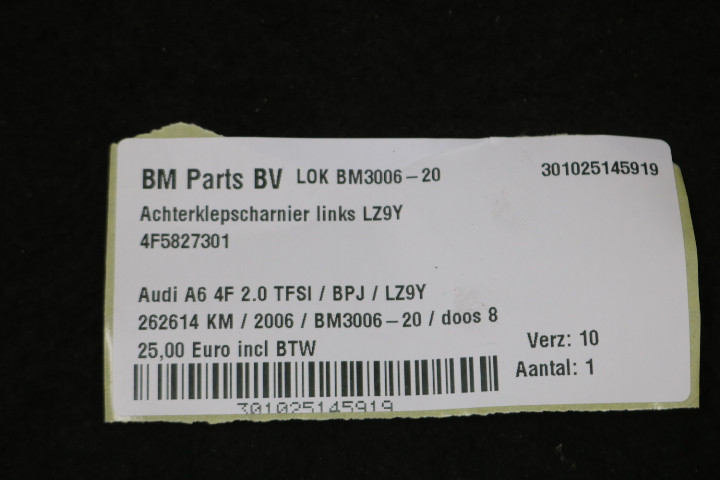 BM Parts BV LOK BM3006-20 301025145919
Achterklepscharnier links LZ9Y
4F5827301
Audi A6 4F 2.0 TFSI / BPJ / LZ9Y
262614 KM / 2006 / BM3006-20 / doos 8
25,00 Euro incl BTW Verz: 10
Aantal: 1
301025145919